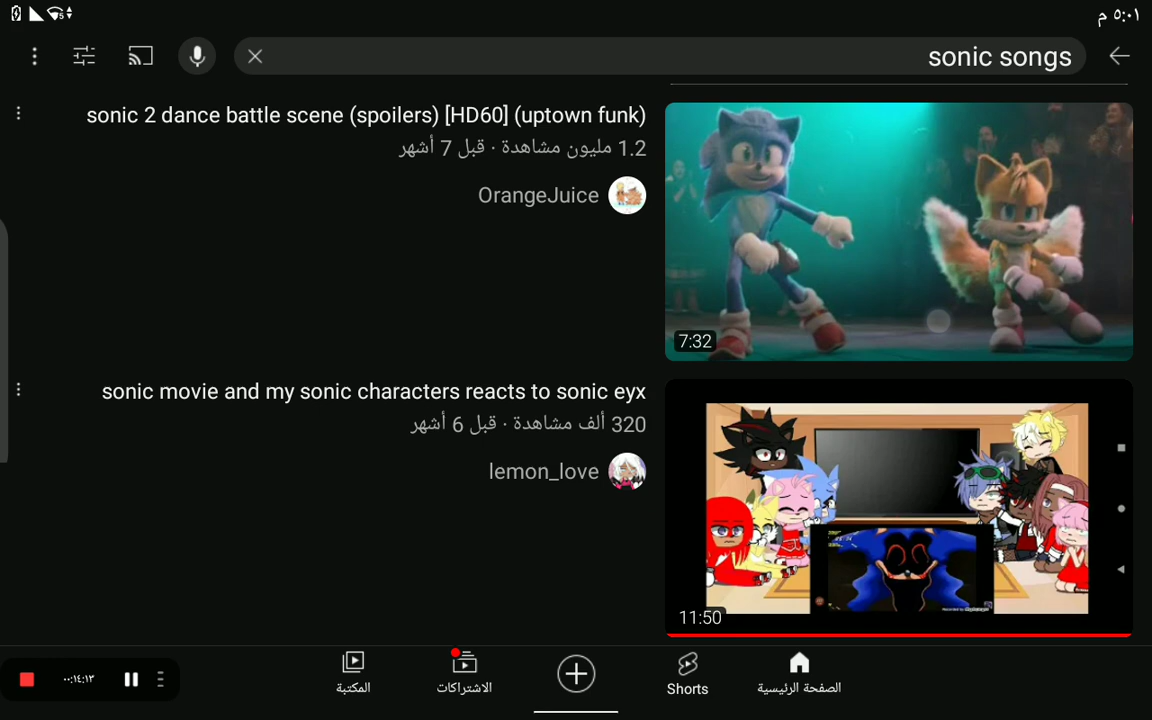 ٥:٠١ م
sonic songs
sonic 2 dance battle scene (spoilers) [HD60] (uptown funk)
1.2 مليون مشاهدة · قبل 7 أشهر
OrangeJuice
7:32
sonic movie and my sonic characters reacts to sonic eyx
320 ألف مشاهدة · قبل 6 أشهر
lemon_love
11:50
الصفحة الرئيسية
Shorts
الاشتراكات
المكتبة
٠٠:١٤:١٣